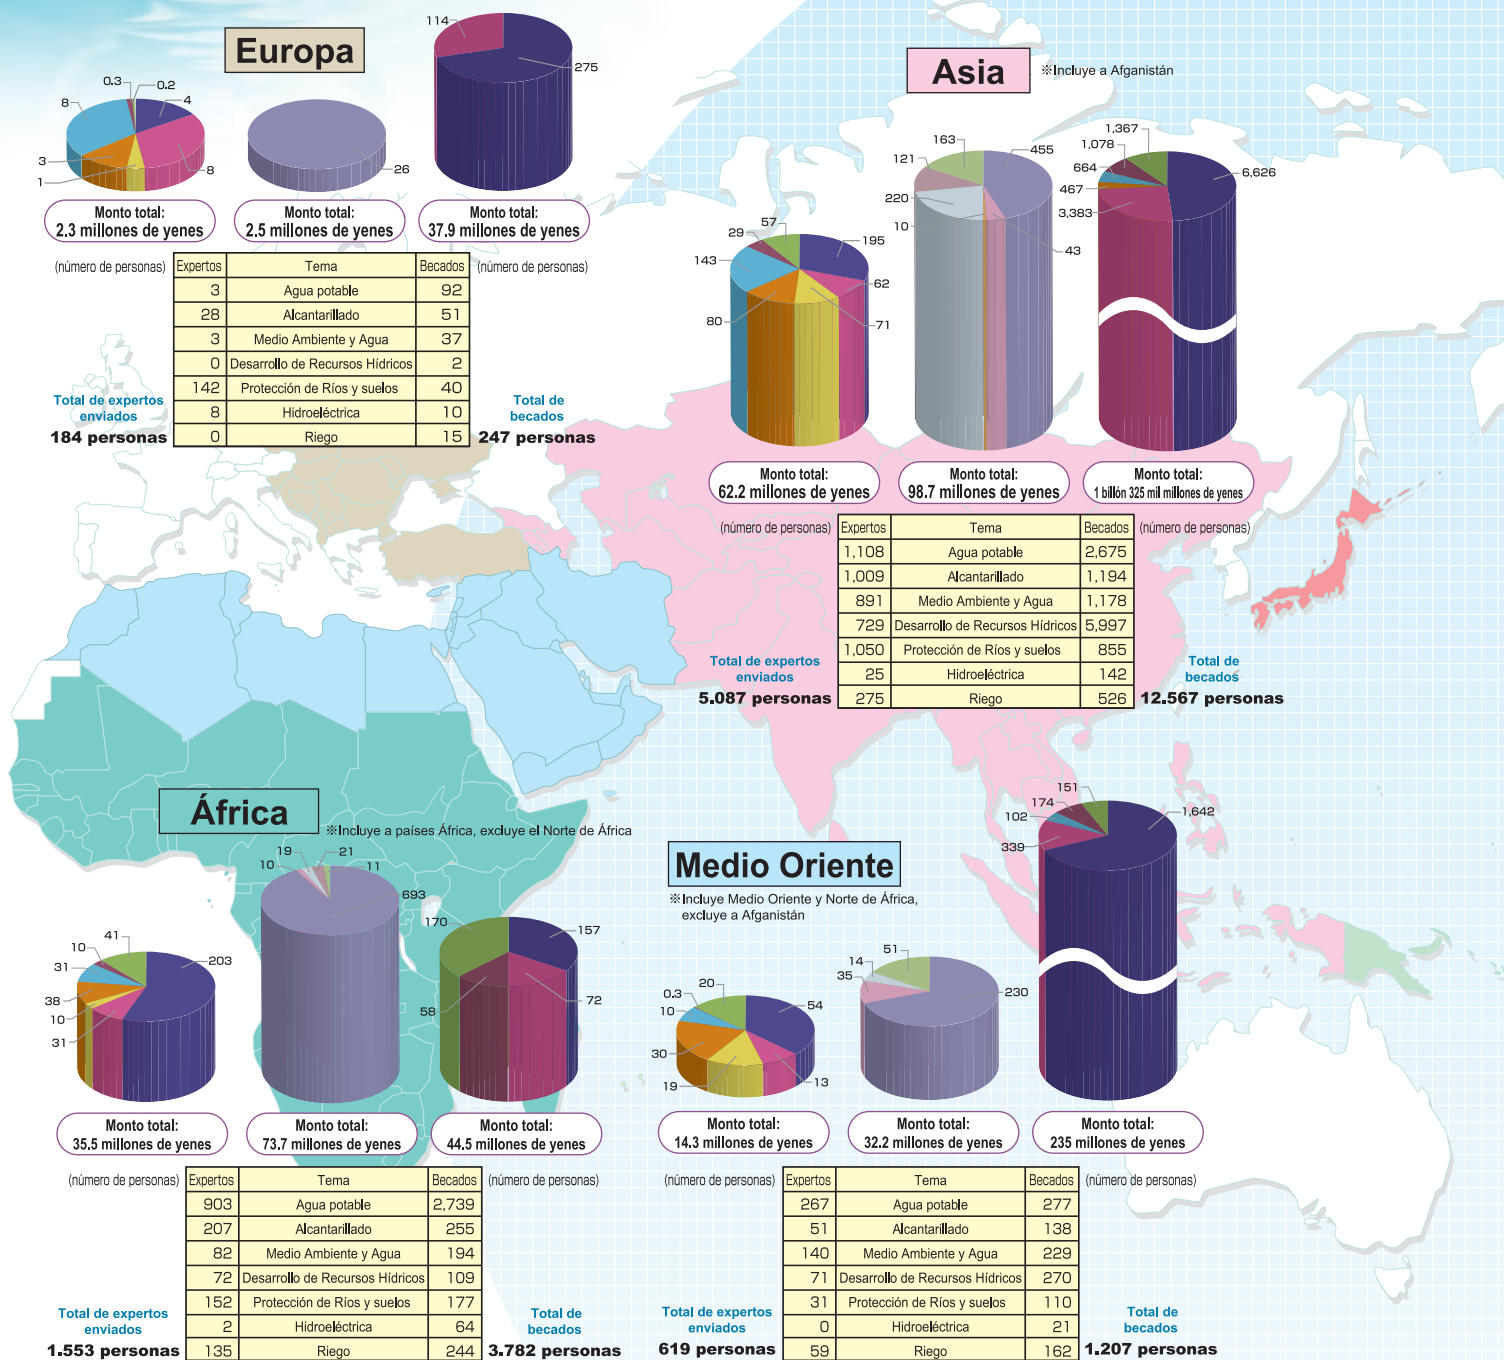 Europa
114
275
0.3
0.2
8
4
3
1
8
26
Monto total:
2.3 millones de yenes
Monto total:
2.5 millones de yenes
Monto total:
37.9 millones de yenes
(número de personas) Expertos Tema Becados (número de personas)
3 Agua potable 92
28 Alcantarillado 51
3 Medio Ambiente y Agua 37
0 Desarrollo de Recursos Hídricos 2
142 Protección de Ríos y suelos 40
8 Hidroeléctrica 10
0 Riego 15
Total de expertos
enviados
184 personas
Total de
becados
247 personas
Asia
※Incluye a Afganistán
57
29
195
143
62
80
71
163
455
121
220
10
43
1,367
1,078
664
6,626
467
3,383
Monto total:
62.2 millones de yenes
Monto total:
98.7 millones de yenes
Monto total:
1 billón 325 mil millones de yenes
(número de personas) Expertos Tema Becados (número de personas)
1,108 Agua potable 2,675
1,009 Alcantarillado 1,194
891 Medio Ambiente y Agua 1,178
729 Desarrollo de Recursos Hídricos 5,997
1,050 Protección de Ríos y suelos 855
25 Hidroeléctrica 142
275 Riego 526
Total de expertos
enviados
5.087 personas
Total de
becados
12.567 personas
África
※Incluye a países África, excluye el Norte de África
41
10
203
31
38
10
31
19
21
10
11
693
170
157
58
72
Monto total:
35.5 millones de yenes
Monto total:
73.7 millones de yenes
Monto total:
44.5 millones de yenes
(número de personas) Expertos Tema Becados (número de personas)
903 Agua potable 2,739
207 Alcantarillado 255
82 Medio Ambiente y Agua 194
72 Desarrollo de Recursos Hídricos 109
152 Protección de Ríos y suelos 177
2 Hidroeléctrica 64
135 Riego 244
Total de expertos
enviados
1.553 personas
Total de
becados
3.782 personas
Medio Oriente
※Incluye Medio Oriente y Norte de África,
excluye a Afganistán
20
0.3
54
10
30
19
13
51
14
35
230
151
174
1,642
102
339
Monto total:
14.3 millones de yenes
Monto total:
32.2 millones de yenes
Monto total:
235 millones de yenes
(número de personas) Expertos Tema Becados (número de personas)
267 Agua potable 277
51 Alcantarillado 138
140 Medio Ambiente y Agua 229
71 Desarrollo de Recursos Hídricos 270
31 Protección de Ríos y suelos 110
0 Hidroeléctrica 21
59 Riego 162
Total de expertos
enviados
619 personas
Total de
becados
1.207 personas